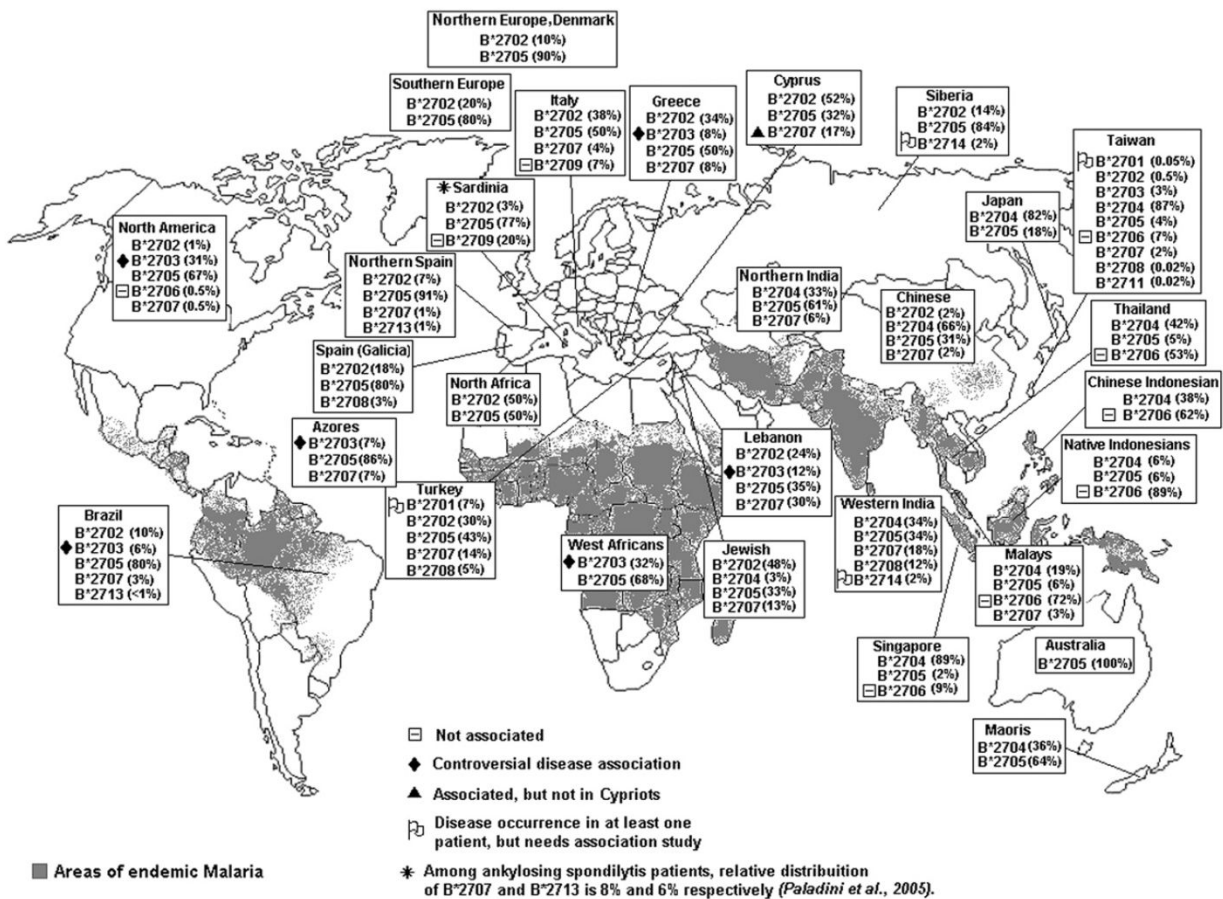 Northern Europe,Denmark
B*2702 (10%)
B*2705 (90%)
Southern Europe
B*2702 (20%)
B*2705 (80%)
Italy
B*2702 (38%)
B*2705 (50%)
B*2707 (4%)
B*2709 (7%)
Greece
B*2702 (34%)
B*2703 (8%)
B*2705 (50%)
B*2707 (8%)
Cyprus
B*2702 (52%)
B*2705 (32%)
B*2707 (17%)
Siberia
B*2702 (14%)
B*2705 (84%)
B*2714 (2%)
Taiwan
B*2701 (0.05%)
B*2702 (0.5%)
B*2703 (3%)
B*2704 (87%)
B*2705 (4%)
B*2706 (7%)
B*2707 (2%)
B*2708 (0.02%)
B*2711 (0.02%)
Japan
B*2704 (82%)
B*2705 (18%)
Sardinia
B*2702 (3%)
B*2705 (77%)
B*2709 (20%)
North America
B*2702 (1%)
B*2703 (31%)
B*2705 (67%)
B*2706 (0.5%)
B*2707 (0.5%)
Northern Spain
B*2702 (7%)
B*2705 (91%)
B*2707 (1%)
B*2713 (1%)
Northern India
B*2704 (33%)
B*2705 (61%)
B*2707 (6%)
Chinese
B*2702 (2%)
B*2704 (66%)
B*2705 (31%)
B*2707 (2%)
Thailand
B*2704 (42%)
B*2705 (5%)
B*2706 (53%)
Spain (Galicia)
B*2702 (18%)
B*2705 (80%)
B*2708 (3%)
North Africa
B*2702 (50%)
B*2705 (50%)
Chinese Indonesian
B*2704 (38%)
B*2706 (62%)
Azores
B*2703 (7%)
B*2705 (86%)
B*2707 (7%)
Lebanon
B*2702 (24%)
B*2703 (12%)
B*2705 (35%)
B*2707 (30%)
Native Indonesians
B*2704 (6%)
B*2705 (6%)
B*2706 (89%)
Turkey
B*2701 (7%)
B*2702 (30%)
B*2705 (43%)
B*2707 (14%)
B*2708 (5%)
Western India
B*2704 (34%)
B*2705 (34%)
B*2707 (18%)
B*2708 (12%)
B*2714 (2%)
Brazil
B*2702 (10%)
B*2703 (6%)
B*2705 (80%)
B*2707 (3%)
B*2713 (<1%)
West Africans
B*2703 (32%)
B*2705 (68%)
Jewish
B*2702 (48%)
B*2704 (3%)
B*2705 (33%)
B*2707 (13%)
Malays
B*2704 (19%)
B*2705 (6%)
B*2706 (72%)
B*2707 (3%)
Singapore
B*2704 (89%)
B*2705 (2%)
B*2706 (9%)
Australia
B*2705 (100%)
Maoris
B*2704 (36%)
B*2705 (64%)
Not associated
Controversial disease association
Associated, but not in Cypriots
Disease occurrence in at least one
patient, but needs association study
Areas of endemic Malaria
Among ankylosing spondilytis patients, relative distribuition
of B*2707 and B*2713 is 8% and 6% respectively (Paladini et al., 2005).